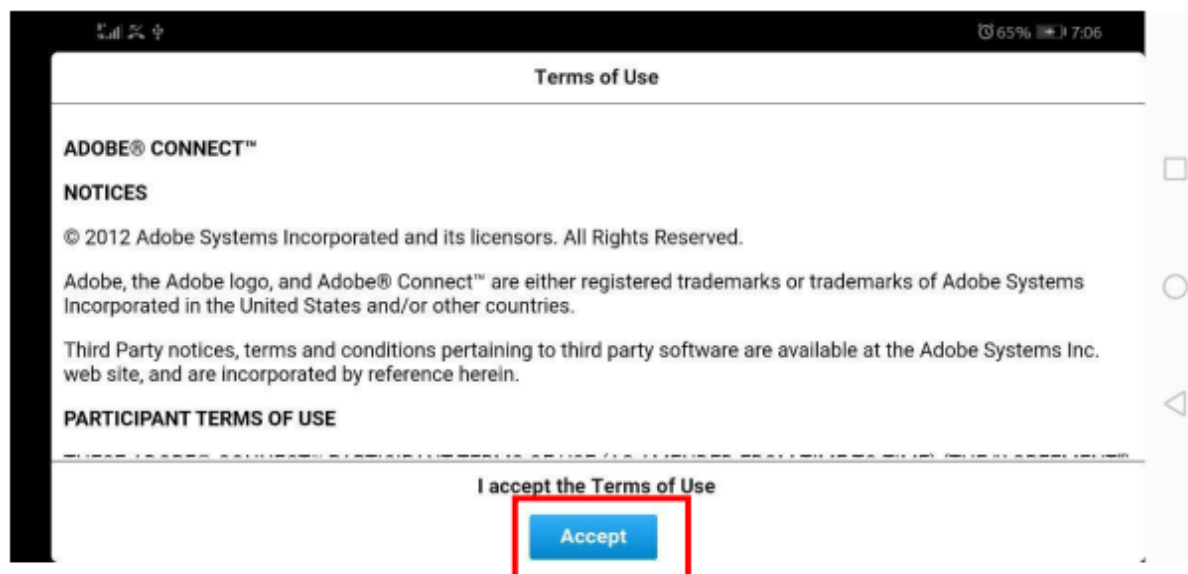 65% 7:06
Terms of Use
ADOBE® CONNECT™
NOTICES
© 2012 Adobe Systems Incorporated and its licensors. All Rights Reserved.
Adobe, the Adobe logo, and Adobe® Connect™ are either registered trademarks or trademarks of Adobe Systems
Incorporated in the United States and/or other countries.
Third Party notices, terms and conditions pertaining to third party software are available at the Adobe Systems Inc.
web site, and are incorporated by reference herein.
PARTICIPANT TERMS OF USE
I accept the Terms of Use
Accept